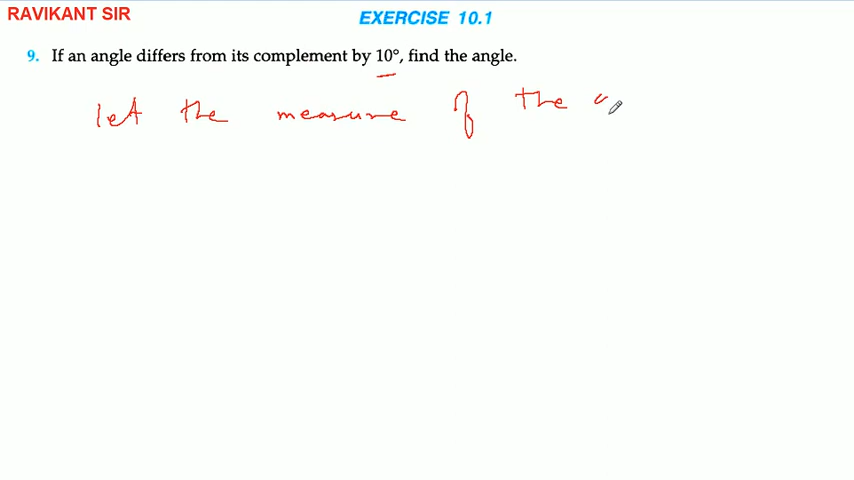 RAVIKANT SIR
EXERCISE 10.1
9. If an angle differs from its complement by 10°, find the angle.
let the measure of the